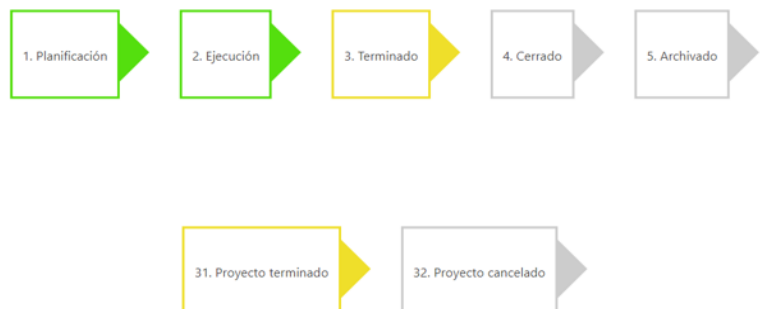 1. Planificación
2. Ejecución
3. Terminado
4. Cerrado
5. Archivado
31. Proyecto terminado
32. Proyecto cancelado